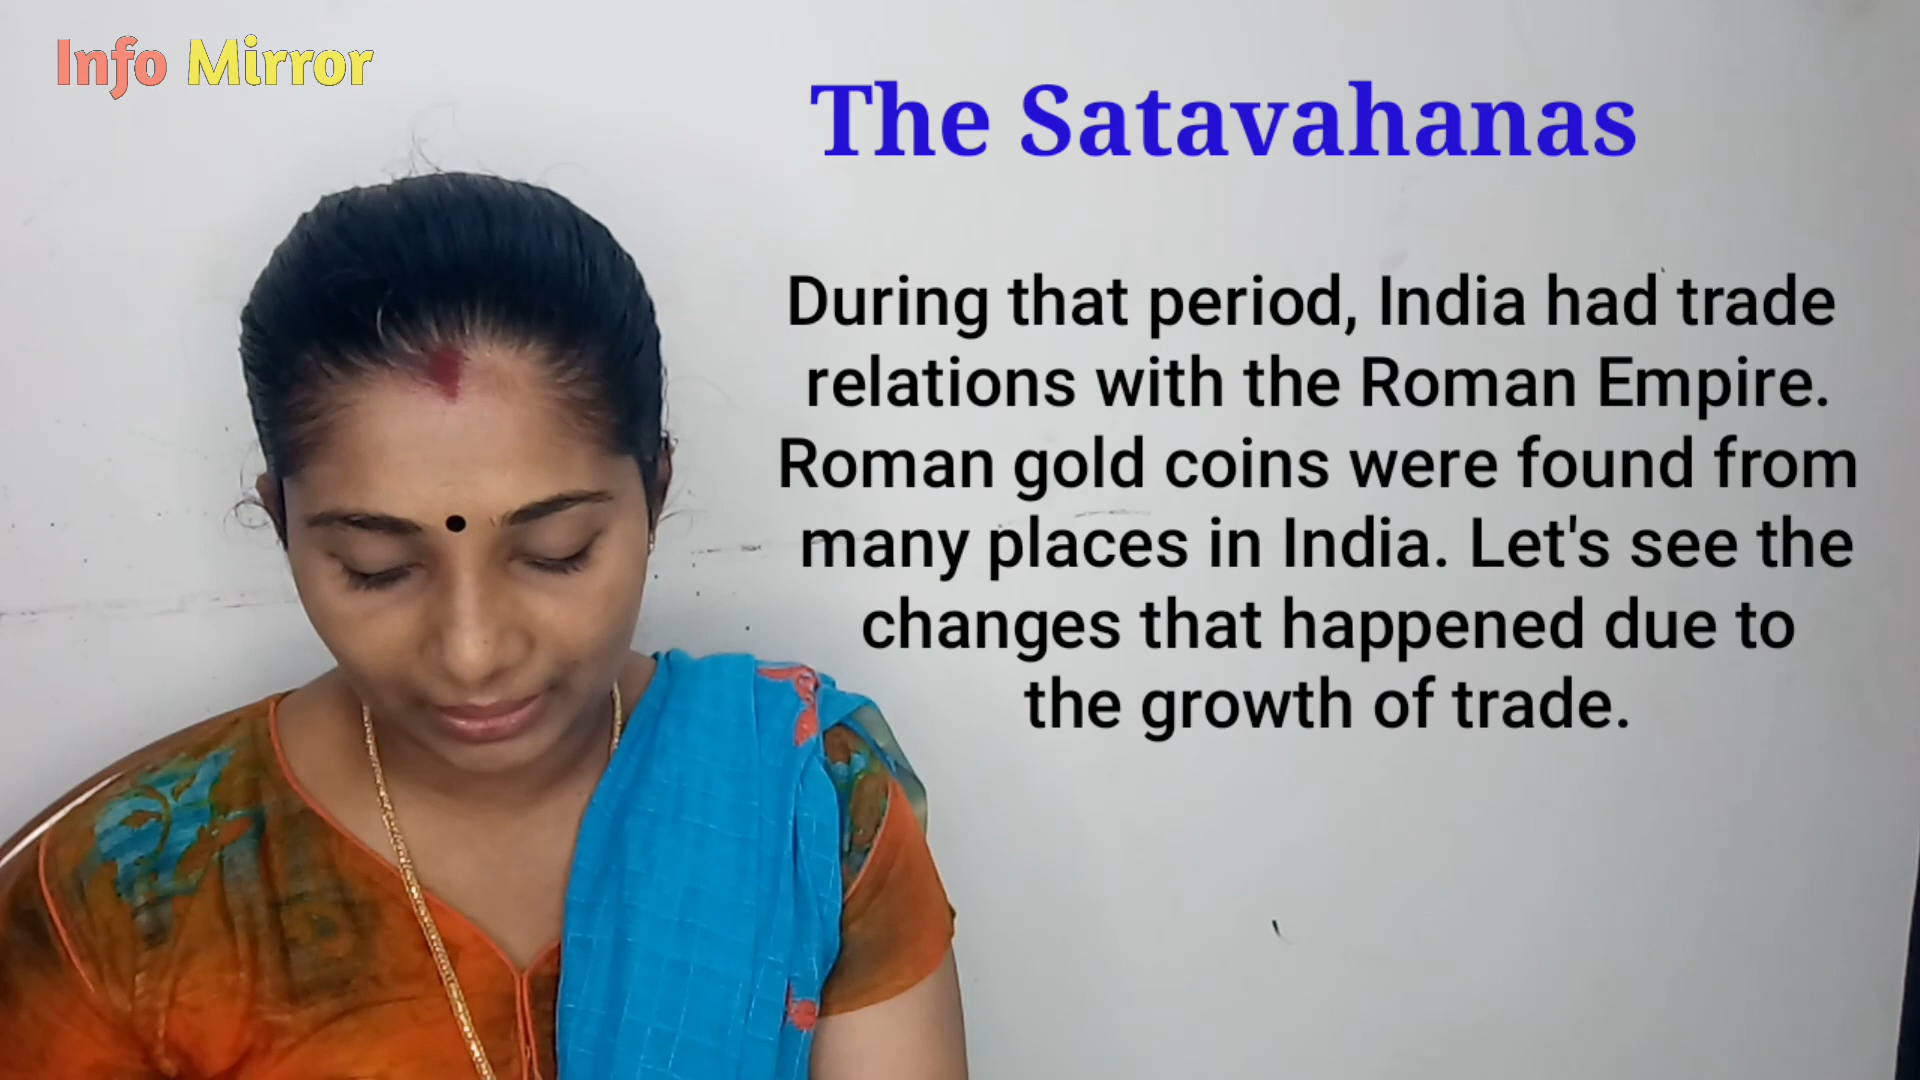 Info Mirror
The Satavahanas
During that period, India had trade
relations with the Roman Empire.
Roman gold coins were found from
many places in India. Let's see the
changes that happened due to
the growth of trade.